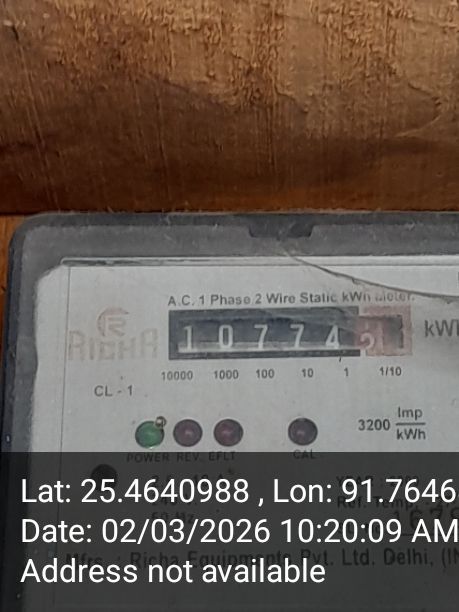 A.C. 1 Phase 2 Wire Static kWh Meter.
RICHA
1 0 7 7 4
kWh
10000 1000 100 10 1 1/10
CL - 1
3200 Imp/kWh
POWER REV. EFLT CAL
Lat: 25.4640988 , Lon: 91.7646
Date: 02/03/2026 10:20:09 AM
Mfrs. : Richa Equipments Pvt. Ltd. Delhi, (IN
Address not available